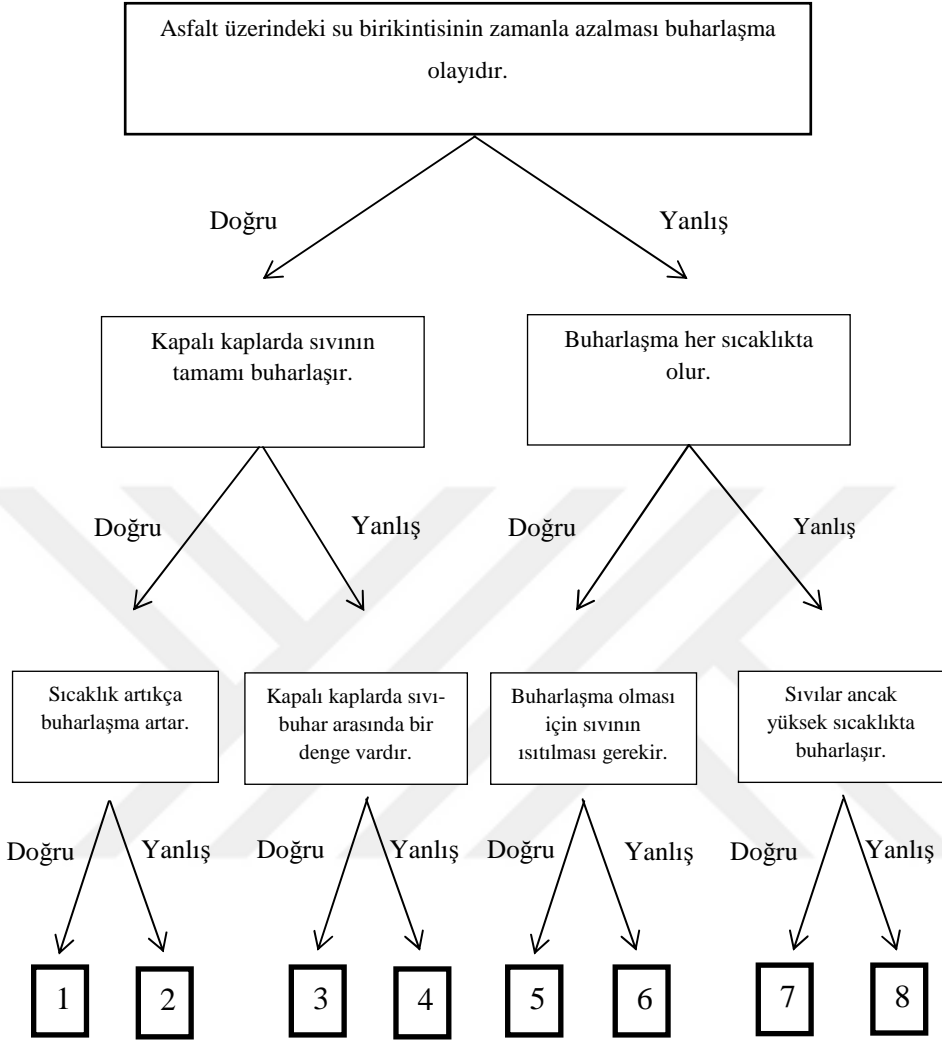 Asfalt üzerindeki su birikintisinin zamanla azalması buharlaşma
olayıdır.
Doğru
Yanlış
Kapalı kaplarda sıvının
tamamı buharlaşır.
Buharlaşma her sıcaklıkta
olur.
Doğru
Yanlış
Doğru
Yanlış
Sıcaklık artıkça
buharlaşma artar.
Kapalı kaplarda sıvı-
buhar arasında bir
denge vardır.
Buharlaşma olması
için sıvının
ısıtılması gerekir.
Sıvılar ancak
yüksek sıcaklıkta
buharlaşır.
Doğru
Yanlış
Doğru
Yanlış
Doğru
Yanlış
Doğru
Yanlış
1
2
3
4
5
6
7
8